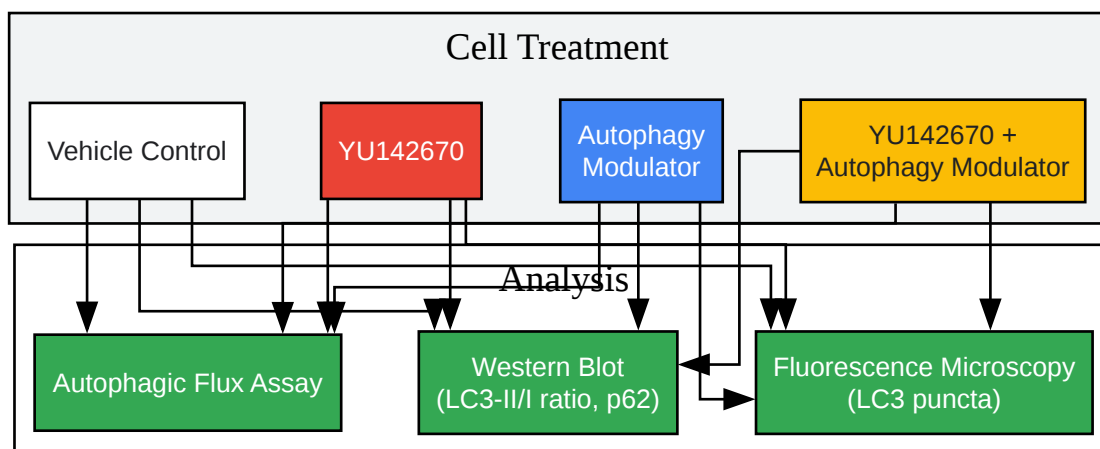 Cell Treatment
Vehicle Control
YU142670
Autophagy
Modulator
YU142670 +
Autophagy Modulator
Analysis
Autophagic Flux Assay
Western Blot
(LC3-II/I ratio, p62)
Fluorescence Microscopy
(LC3 puncta)